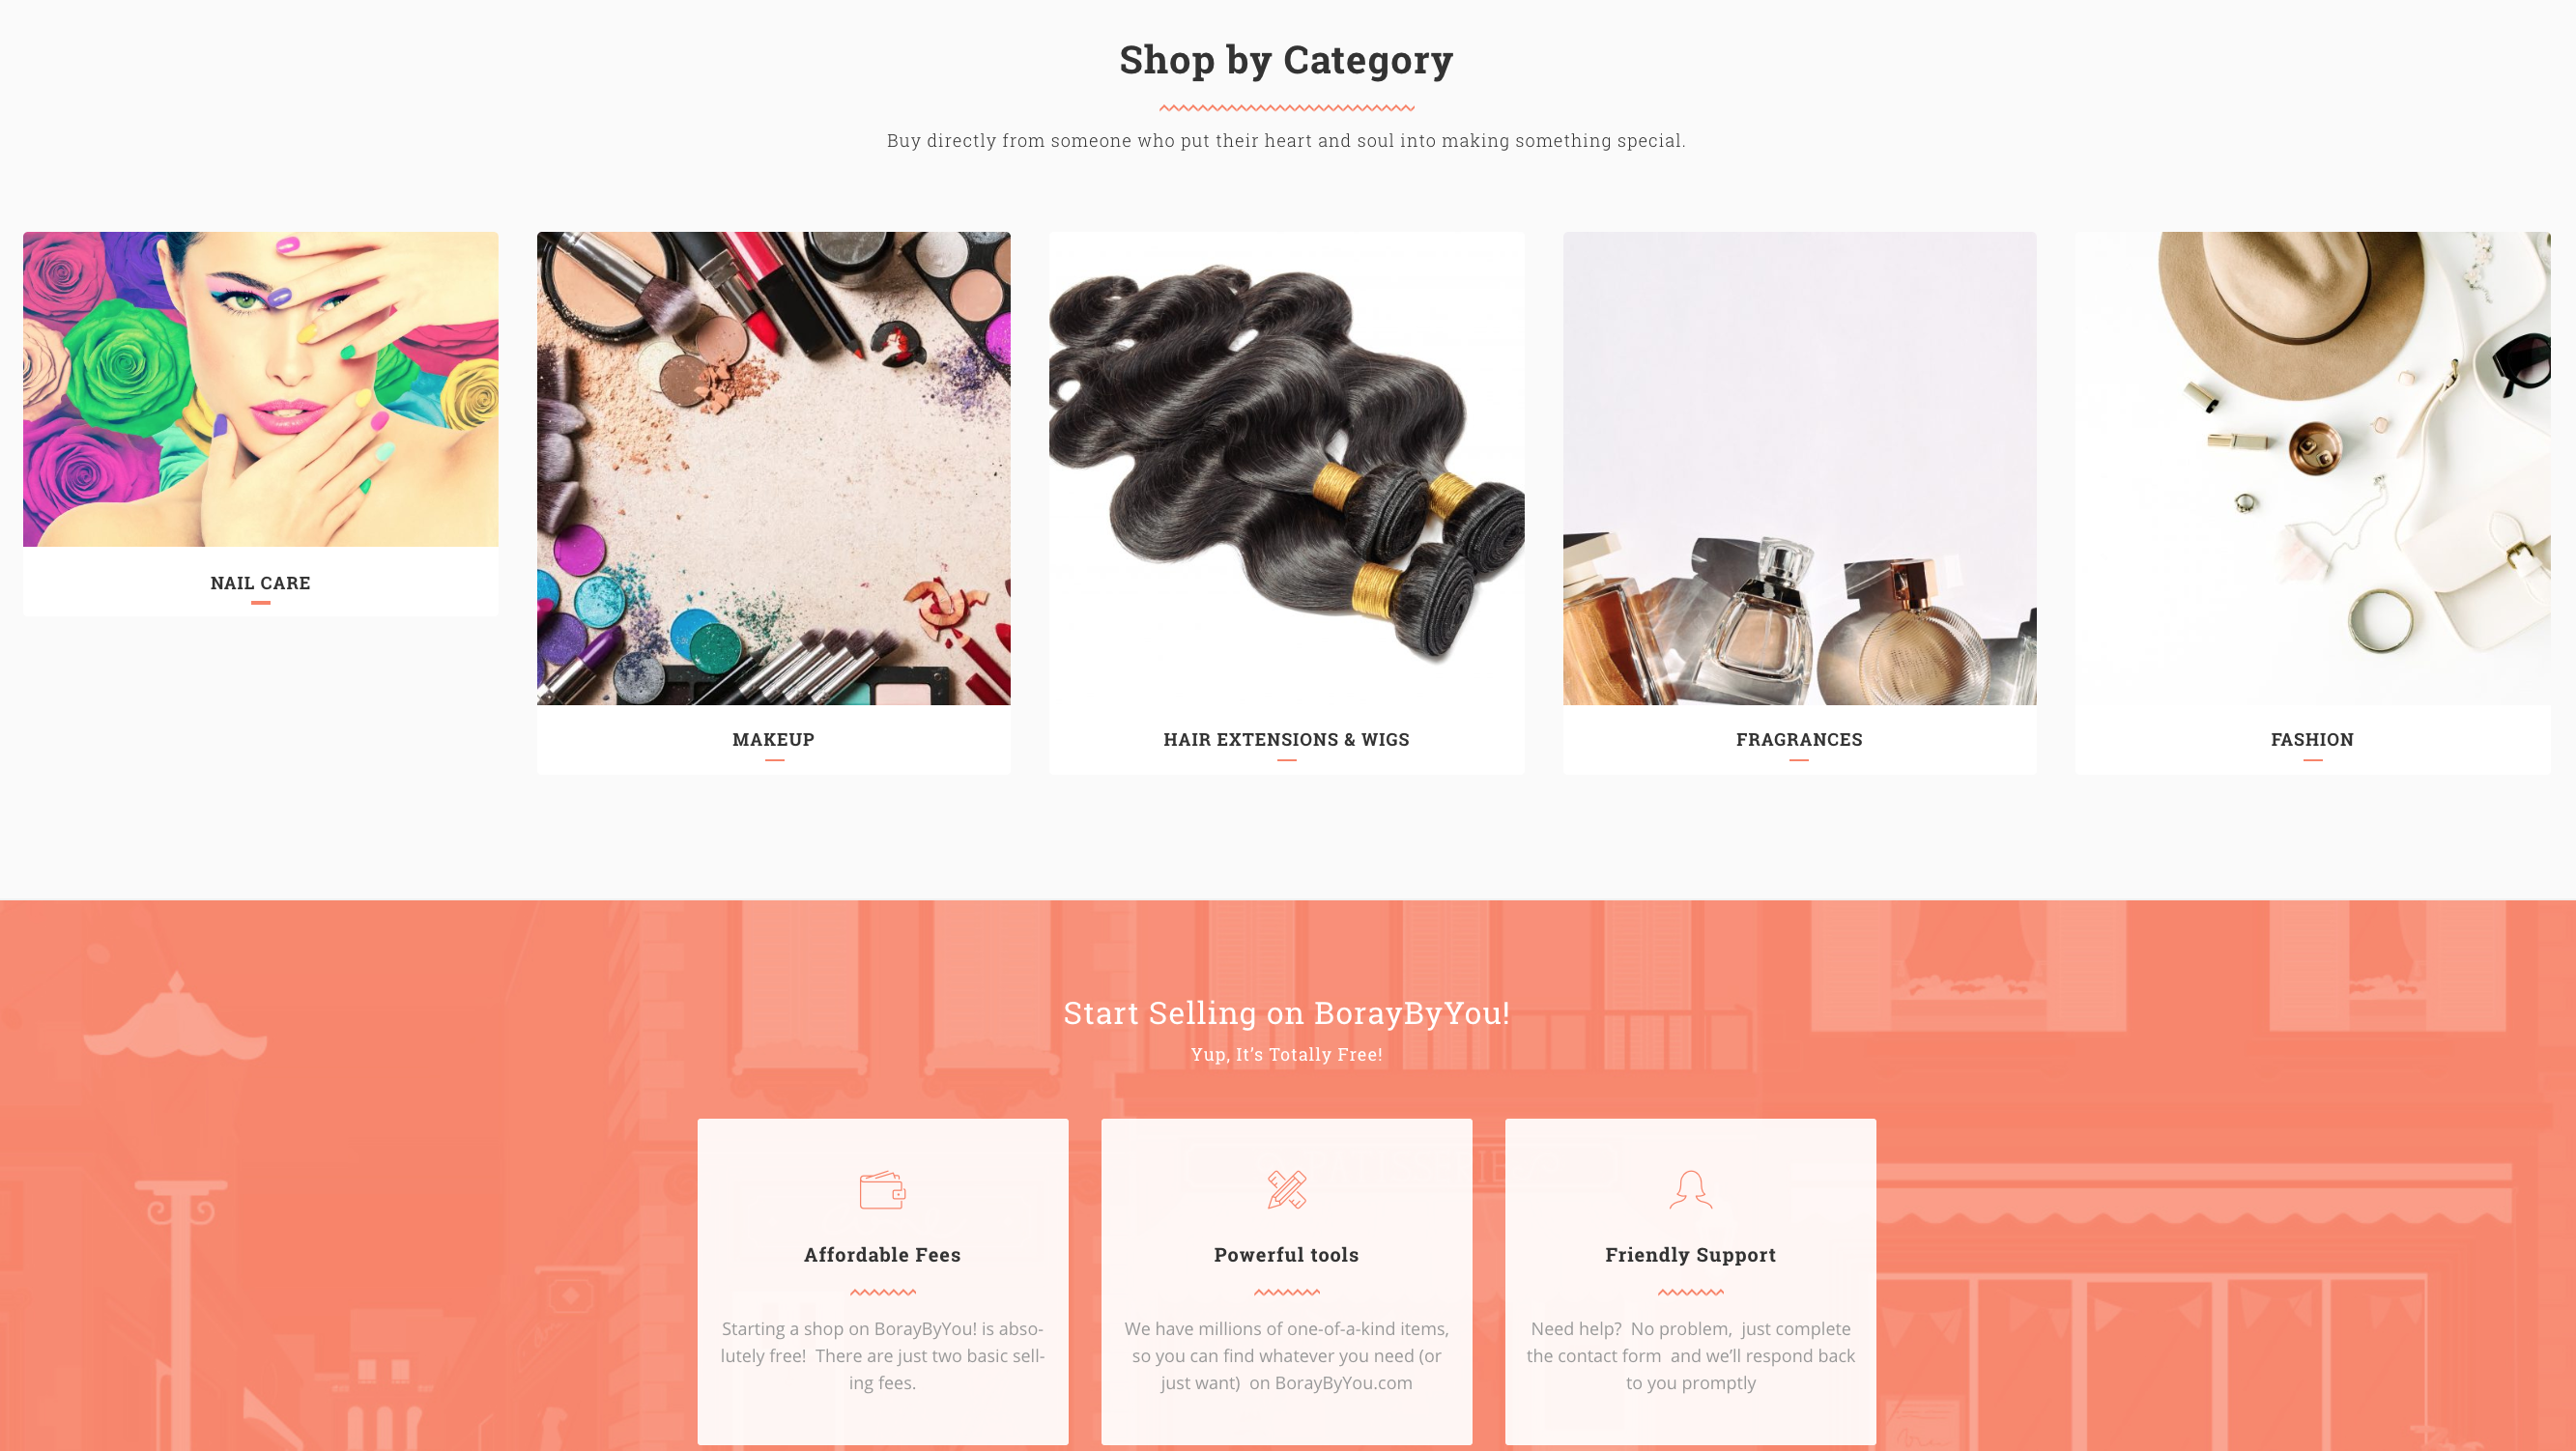 Shop by Category
Buy directly from someone who put their heart and soul into making something special.
NAIL CARE
MAKEUP
HAIR EXTENSIONS & WIGS
FRAGRANCES
FASHION
Start Selling on BorayByYou!
Yup, It’s Totally Free!
Affordable Fees
Starting a shop on BorayByYou! is abso-
lutely free!  There are just two basic sell-
ing fees.
Powerful tools
We have millions of one-of-a-kind items,
so you can find whatever you need (or
just want)  on BorayByYou.com
Friendly Support
Need help?  No problem,  just complete
the contact form  and we’ll respond back
to you promptly